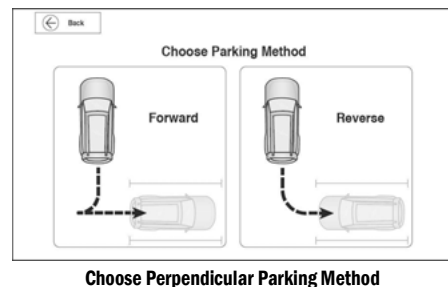 Back
Choose Parking Method
Forward
Reverse
Choose Perpendicular Parking Method